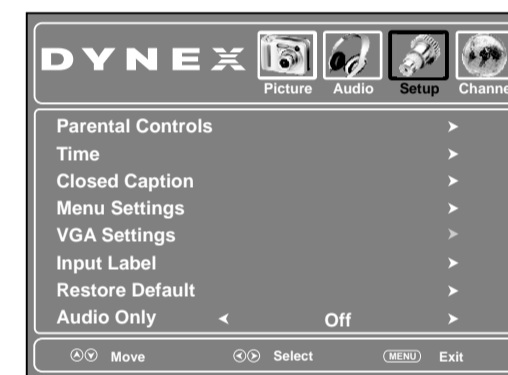 DYNEX
Picture Audio Setup Channe
Parental Controls
Time
Closed Caption
Menu Settings
VGA Settings
Input Label
Restore Default
Audio Only Off
Move Select MENU Exit